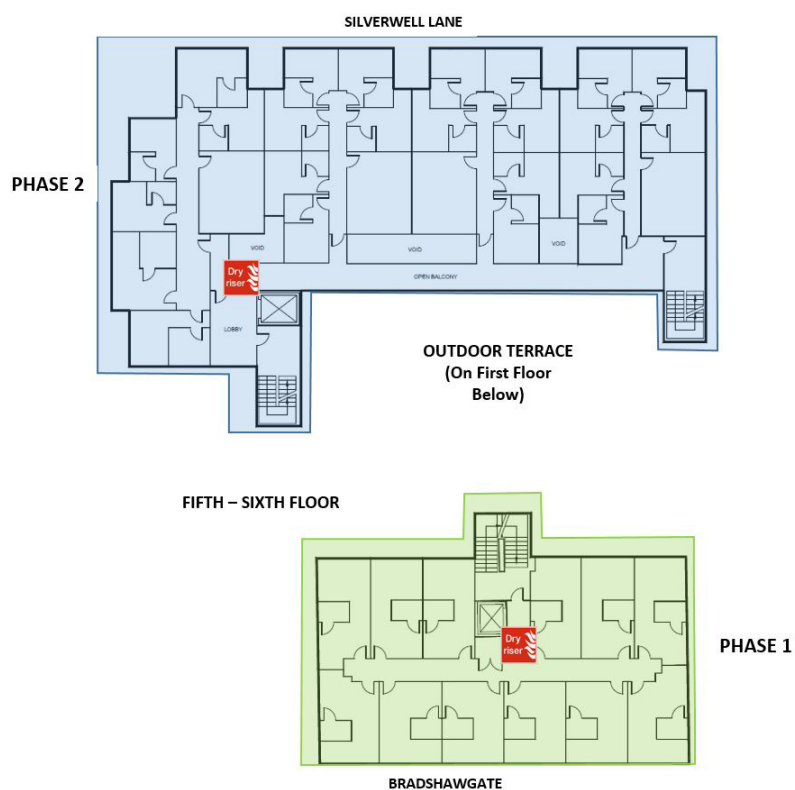 SILVERWELL LANE
PHASE 2
VOID
VOID
VOID
Dry
riser
OPEN BALCONY
LOBBY
OUTDOOR TERRACE
(On First Floor
Below)
FIFTH – SIXTH FLOOR
Dry
riser
PHASE 1
BRADSHAWGATE